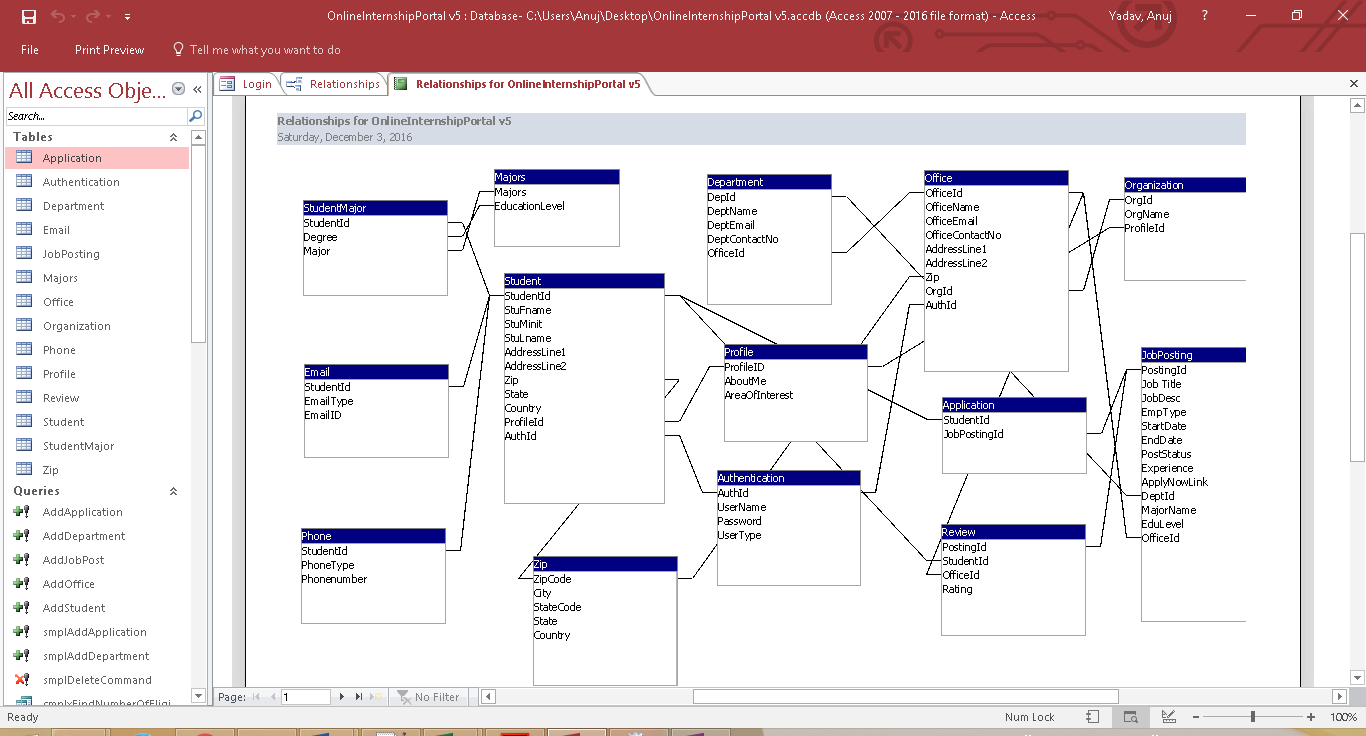 OnlineInternshipPortal v5 : Database- C:\Users\Anuj\Desktop\OnlineInternshipPortal v5.accdb (Access 2007 - 2016 file format) - Access
Yadav, Anuj
?
File
Print Preview
Tell me what you want to do
All Access Obje...
Search...
Tables
Application
Authentication
Department
Email
JobPosting
Majors
Office
Organization
Phone
Profile
Review
Student
StudentMajor
Zip
Queries
AddApplication
AddDepartment
AddJobPost
AddOffice
AddStudent
smplAddApplication
smplAddDepartment
smplDeleteCommand
Login
Relationships
Relationships for OnlineInternshipPortal v5
Relationships for OnlineInternshipPortal v5
Saturday, December 3, 2016
StudentMajor
StudentId
Degree
Major
Majors
Majors
EducationLevel
Email
StudentId
EmailType
EmailID
Phone
StudentId
PhoneType
Phonenumber
Student
StudentId
StuFname
StuMinit
StuLname
AddressLine1
AddressLine2
Zip
State
Country
ProfileId
AuthId
Zip
ZipCode
City
StateCode
State
Country
Department
DepId
DeptName
DeptEmail
DeptContactNo
OfficeId
Profile
ProfileID
AboutMe
AreaOfInterest
Authentication
AuthId
UserName
Password
UserType
Office
OfficeId
OfficeName
OfficeEmail
OfficeContactNo
AddressLine1
AddressLine2
Zip
OrgId
AuthId
Application
StudentId
JobPostingId
Review
PostingId
StudentId
OfficeId
Rating
Organization
OrgId
OrgName
ProfileId
JobPosting
PostingId
Job Title
JobDesc
EmpType
StartDate
EndDate
PostStatus
Experience
ApplyNowLink
DeptId
MajorName
EduLevel
OfficeId
Page:
1
No Filter
Ready
Num Lock
100%